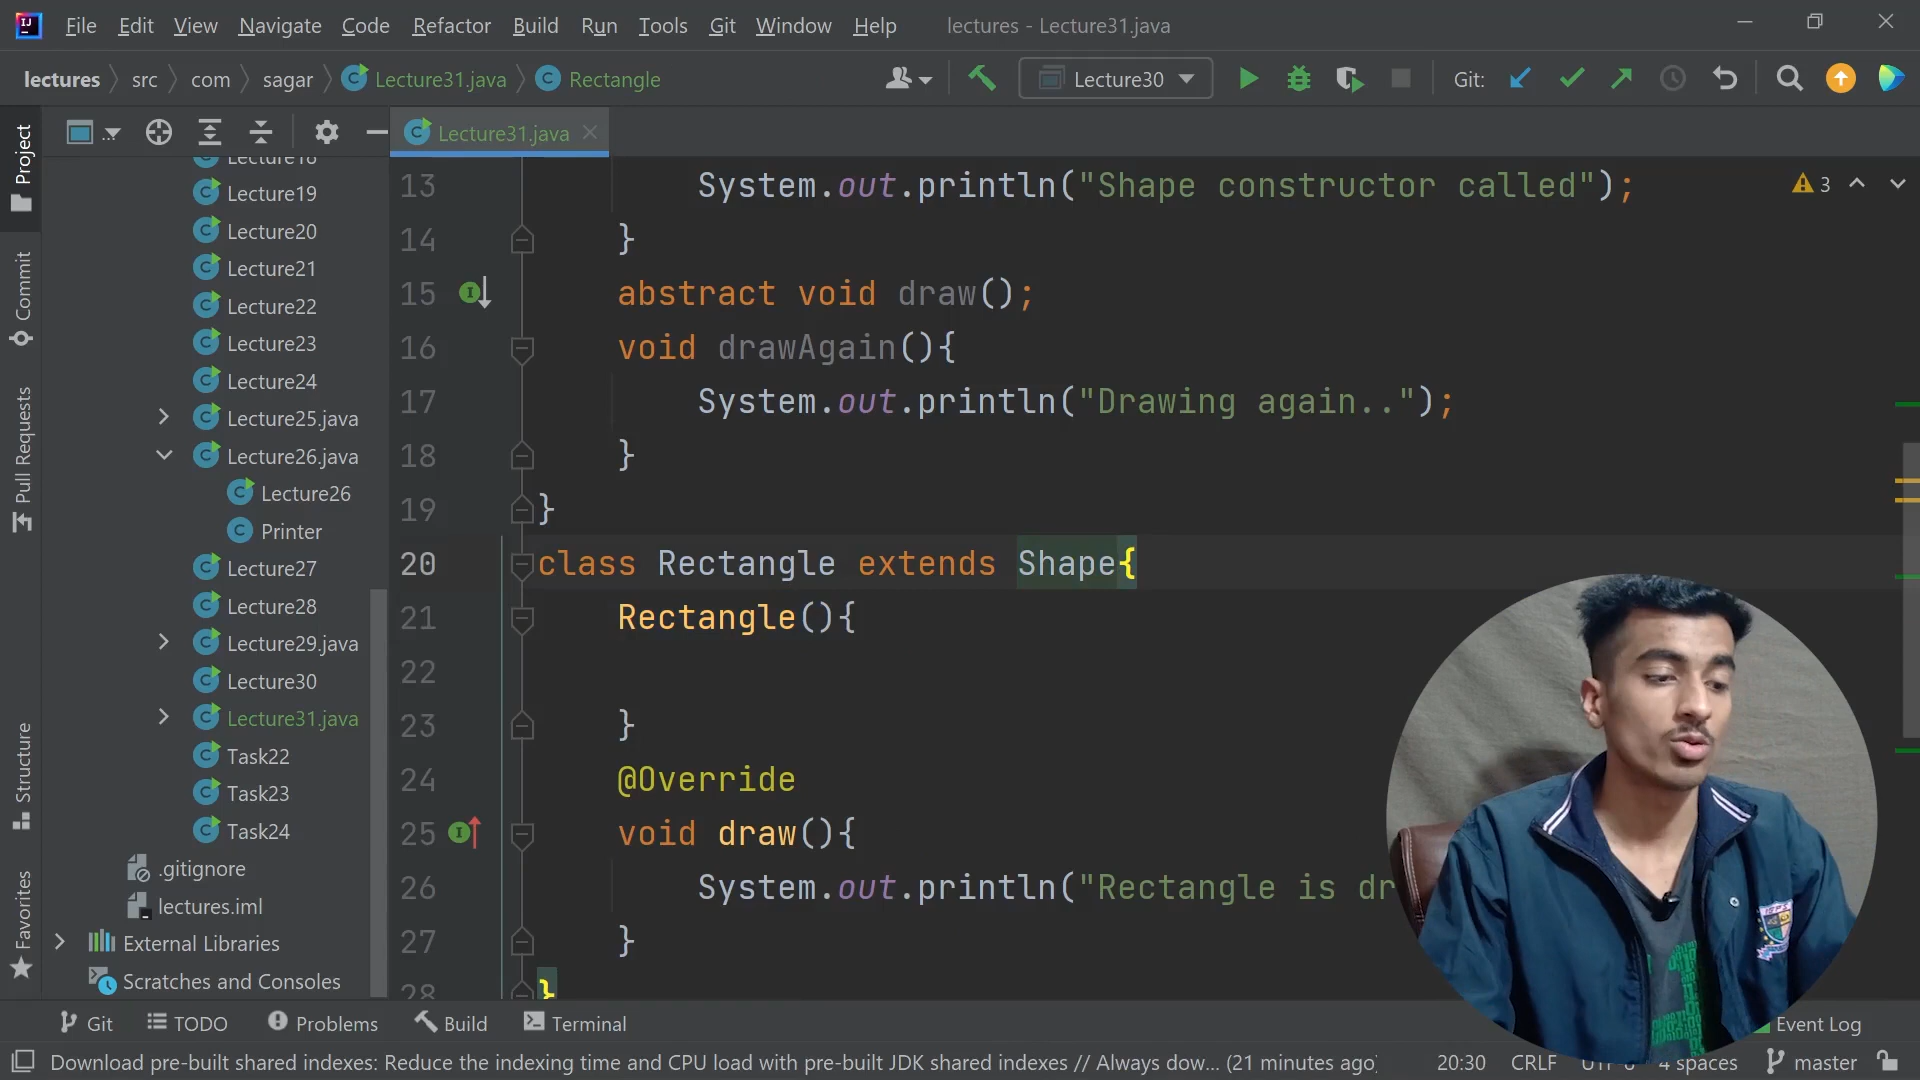 File Edit View Navigate Code Refactor Build Run Tools Git Window Help lectures - Lecture31.java
lectures src com sagar Lecture31.java Rectangle Lecture30 Git:
Project
Commit
Pull Requests
Structure
Favorites
Lecture18
Lecture19
Lecture20
Lecture21
Lecture22
Lecture23
Lecture24
Lecture25.java
Lecture26.java
Lecture26
Printer
Lecture27
Lecture28
Lecture29.java
Lecture30
Lecture31.java
Task22
Task23
Task24
.gitignore
lectures.iml
External Libraries
Scratches and Consoles
Lecture31.java
3
13 System.out.println("Shape constructor called");
14 }
15 abstract void draw();
16 void drawAgain(){
17 System.out.println("Drawing again..");
18 }
19 }
20 class Rectangle extends Shape{
21 Rectangle(){
22
23 }
24 @Override
25 void draw(){
26 System.out.println("Rectangle is dr
27 }
28 }
Git TODO Problems Build Terminal Event Log
Download pre-built shared indexes: Reduce the indexing time and CPU load with pre-built JDK shared indexes // Always dow... (21 minutes ago) 20:30 CRLF UTF-8 4 spaces master